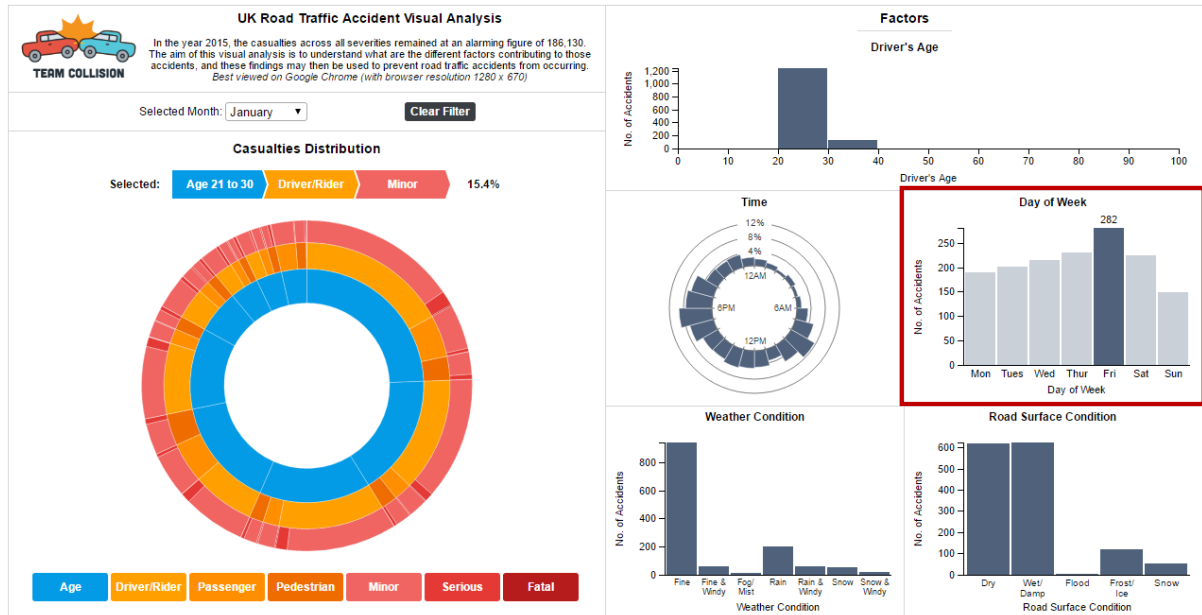 UK Road Traffic Accident Visual Analysis
In the year 2015, the casualties across all severities remained at an alarming figure of 186,130.
The aim of this visual analysis is to understand what are the different factors contributing to those
accidents, and these findings may then be used to prevent road traffic accidents from occurring.
Best viewed on Google Chrome (with browser resolution 1280 x 670)
TEAM COLLISION
Selected Month: January ▼ Clear Filter
Casualties Distribution
Selected: Age 21 to 30 Driver/Rider Minor 15.4%
Age Driver/Rider Passenger Pedestrian Minor Serious Fatal
Factors
Driver's Age
No. of Accidents
1,200
1,000
800
600
400
200
0
0 10 20 30 40 50 60 70 80 90 100
Driver's Age
Time
12%
8%
4%
12AM
6PM 6AM
12PM
Day of Week
282
No. of Accidents
250
200
150
100
50
0
Mon Tues Wed Thur Fri Sat Sun
Day of Week
Weather Condition
No. of Accidents
800
600
400
200
0
Fine Fine & Fog/ Rain Rain & Snow Snow &
Windy Mist Windy Windy
Weather Condition
Road Surface Condition
No. of Accidents
600
500
400
300
200
100
0
Dry Wet/ Flood Frost/ Snow
Damp Ice
Road Surface Condition